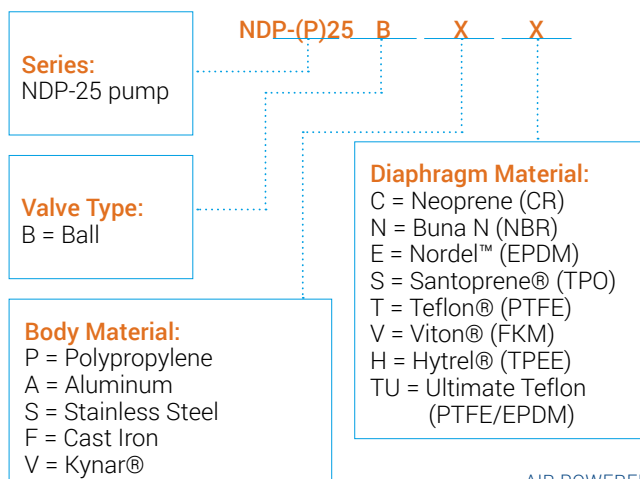 NDP-(P)25 B X X
Series:
NDP-25 pump
Valve Type:
B = Ball
Body Material:
P = Polypropylene
A = Aluminum
S = Stainless Steel
F = Cast Iron
V = Kynar®
Diaphragm Material:
C = Neoprene (CR)
N = Buna N (NBR)
E = Nordel™ (EPDM)
S = Santoprene® (TPO)
T = Teflon® (PTFE)
V = Viton® (FKM)
H = Hytrel® (TPEE)
TU = Ultimate Teflon
(PTFE/EPDM)